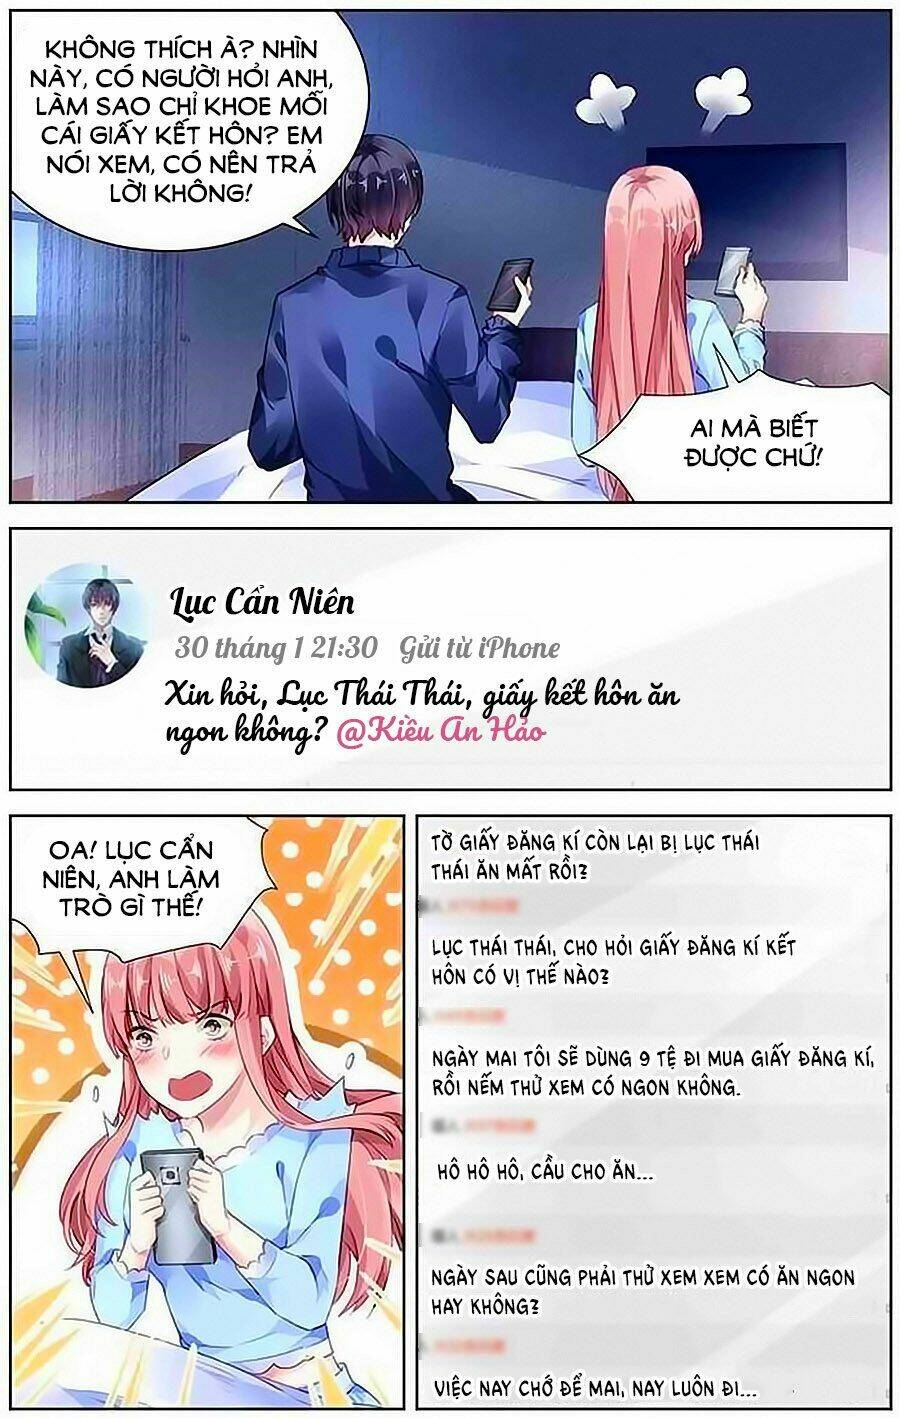 KHÔNG THÍCH À? NHÌN
NÀY, CÓ NGƯỜI HỎI ANH,
LÀM SAO CHỈ KHOE MỖI
CÁI GIẤY KẾT HÔN? EM
NÓI XEM, CÓ NÊN TRẢ
LỜI KHÔNG!
AI MÀ BIẾT
ĐƯỢC CHỨ!
Lục Cẩn Niên
30 tháng 1 21:30 Gửi từ iPhone
Xin hỏi, Lục Thái Thái, giấy kết hôn ăn
ngon không? @Kiều An Hảo
OA! LỤC CẨN
NIÊN, ANH LÀM
TRÒ GÌ THẾ!
TỜ GIẤY ĐĂNG KÍ CÒN LẠI BỊ LỤC THÁI
THÁI ĂN MẤT RỒI?
LỤC THÁI THÁI, CHO HỎI GIẤY ĐĂNG KÍ KẾT
HÔN CÓ VỊ THẾ NÀO?
NGÀY MAI TÔI SẼ DÙNG 9 TỆ ĐI MUA GIẤY ĐĂNG KÍ,
RỒI NẾM THỬ XEM CÓ NGON KHÔNG.
HÔ HÔ HÔ, CẦU CHO ĂN...
NGÀY SAU CŨNG PHẢI THỬ XEM XEM CÓ ĂN NGON
HAY KHÔNG?
VIỆC NAY CHỚ ĐỂ MAI, NAY LUÔN ĐI...